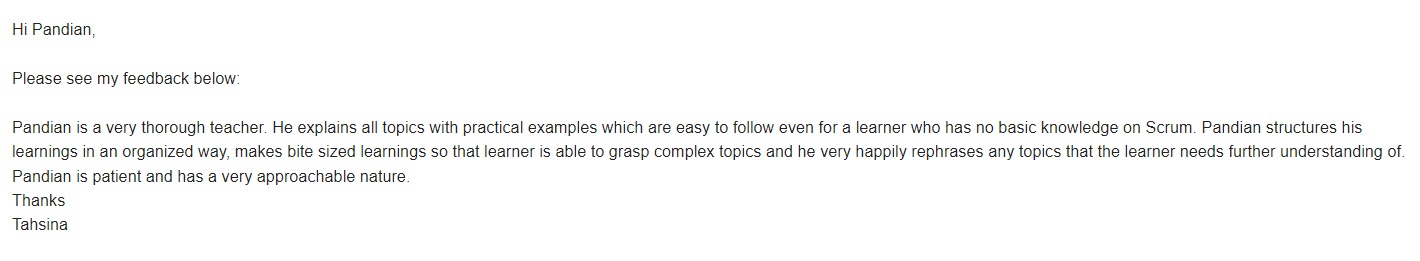 Hi Pandian,
Please see my feedback below:
Pandian is a very thorough teacher. He explains all topics with practical examples which are easy to follow even for a learner who has no basic knowledge on Scrum. Pandian structures his
learnings in an organized way, makes bite sized learnings so that learner is able to grasp complex topics and he very happily rephrases any topics that the learner needs further understanding of.
Pandian is patient and has a very approachable nature.
Thanks
Tahsina